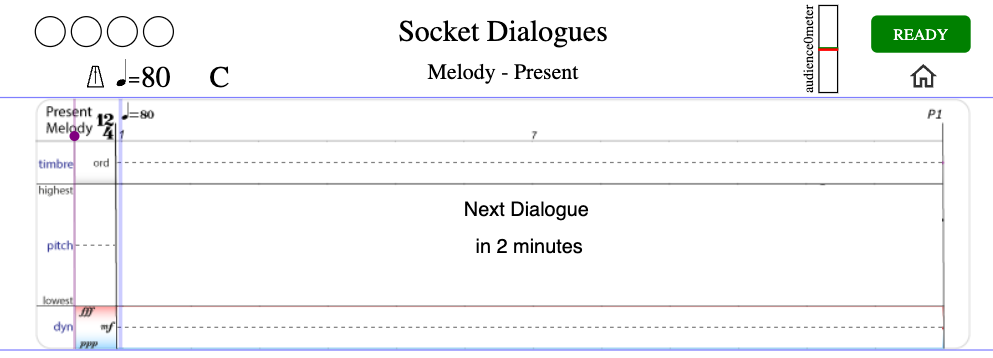 Socket Dialogues
READY
Melody - Present
audience0meter
♩=80
C
Present
Melody
12
4
♩=80
P1
1
7
timbre
ord
highest
Next Dialogue
pitch
in 2 minutes
lowest
fff
dyn
mf
ppp